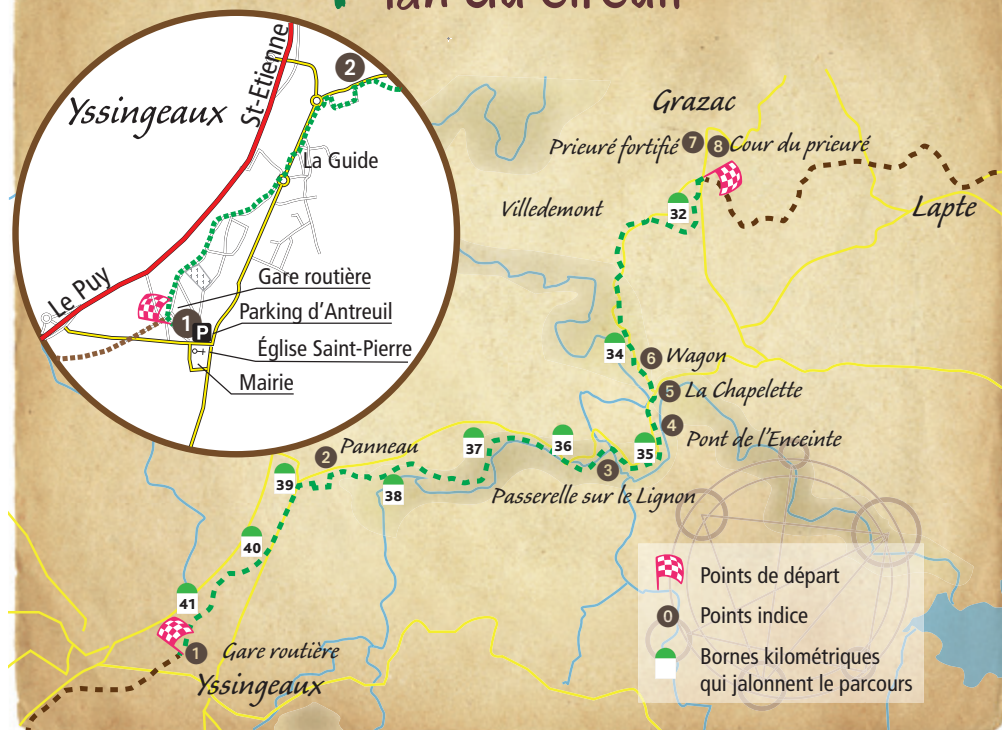 Plan du circuit
Yssingeaux
St-Etienne
2
La Guide
Le Puy
Gare routière
1
P
Parking d'Antreuil
Église Saint-Pierre
Mairie
Grazac
Prieuré fortifié 7 8 Cour du prieuré
Villedemont
32
Lapte
34
6 Wagon
5 La Chapelette
4 Pont de l'Enceinte
35
36
37
3
Passerelle sur le Lignon
2 Panneau
38
39
40
41
1 Gare routière
Yssingeaux
Points de départ
0 Points indice
Bornes kilométriques
qui jalonnent le parcours